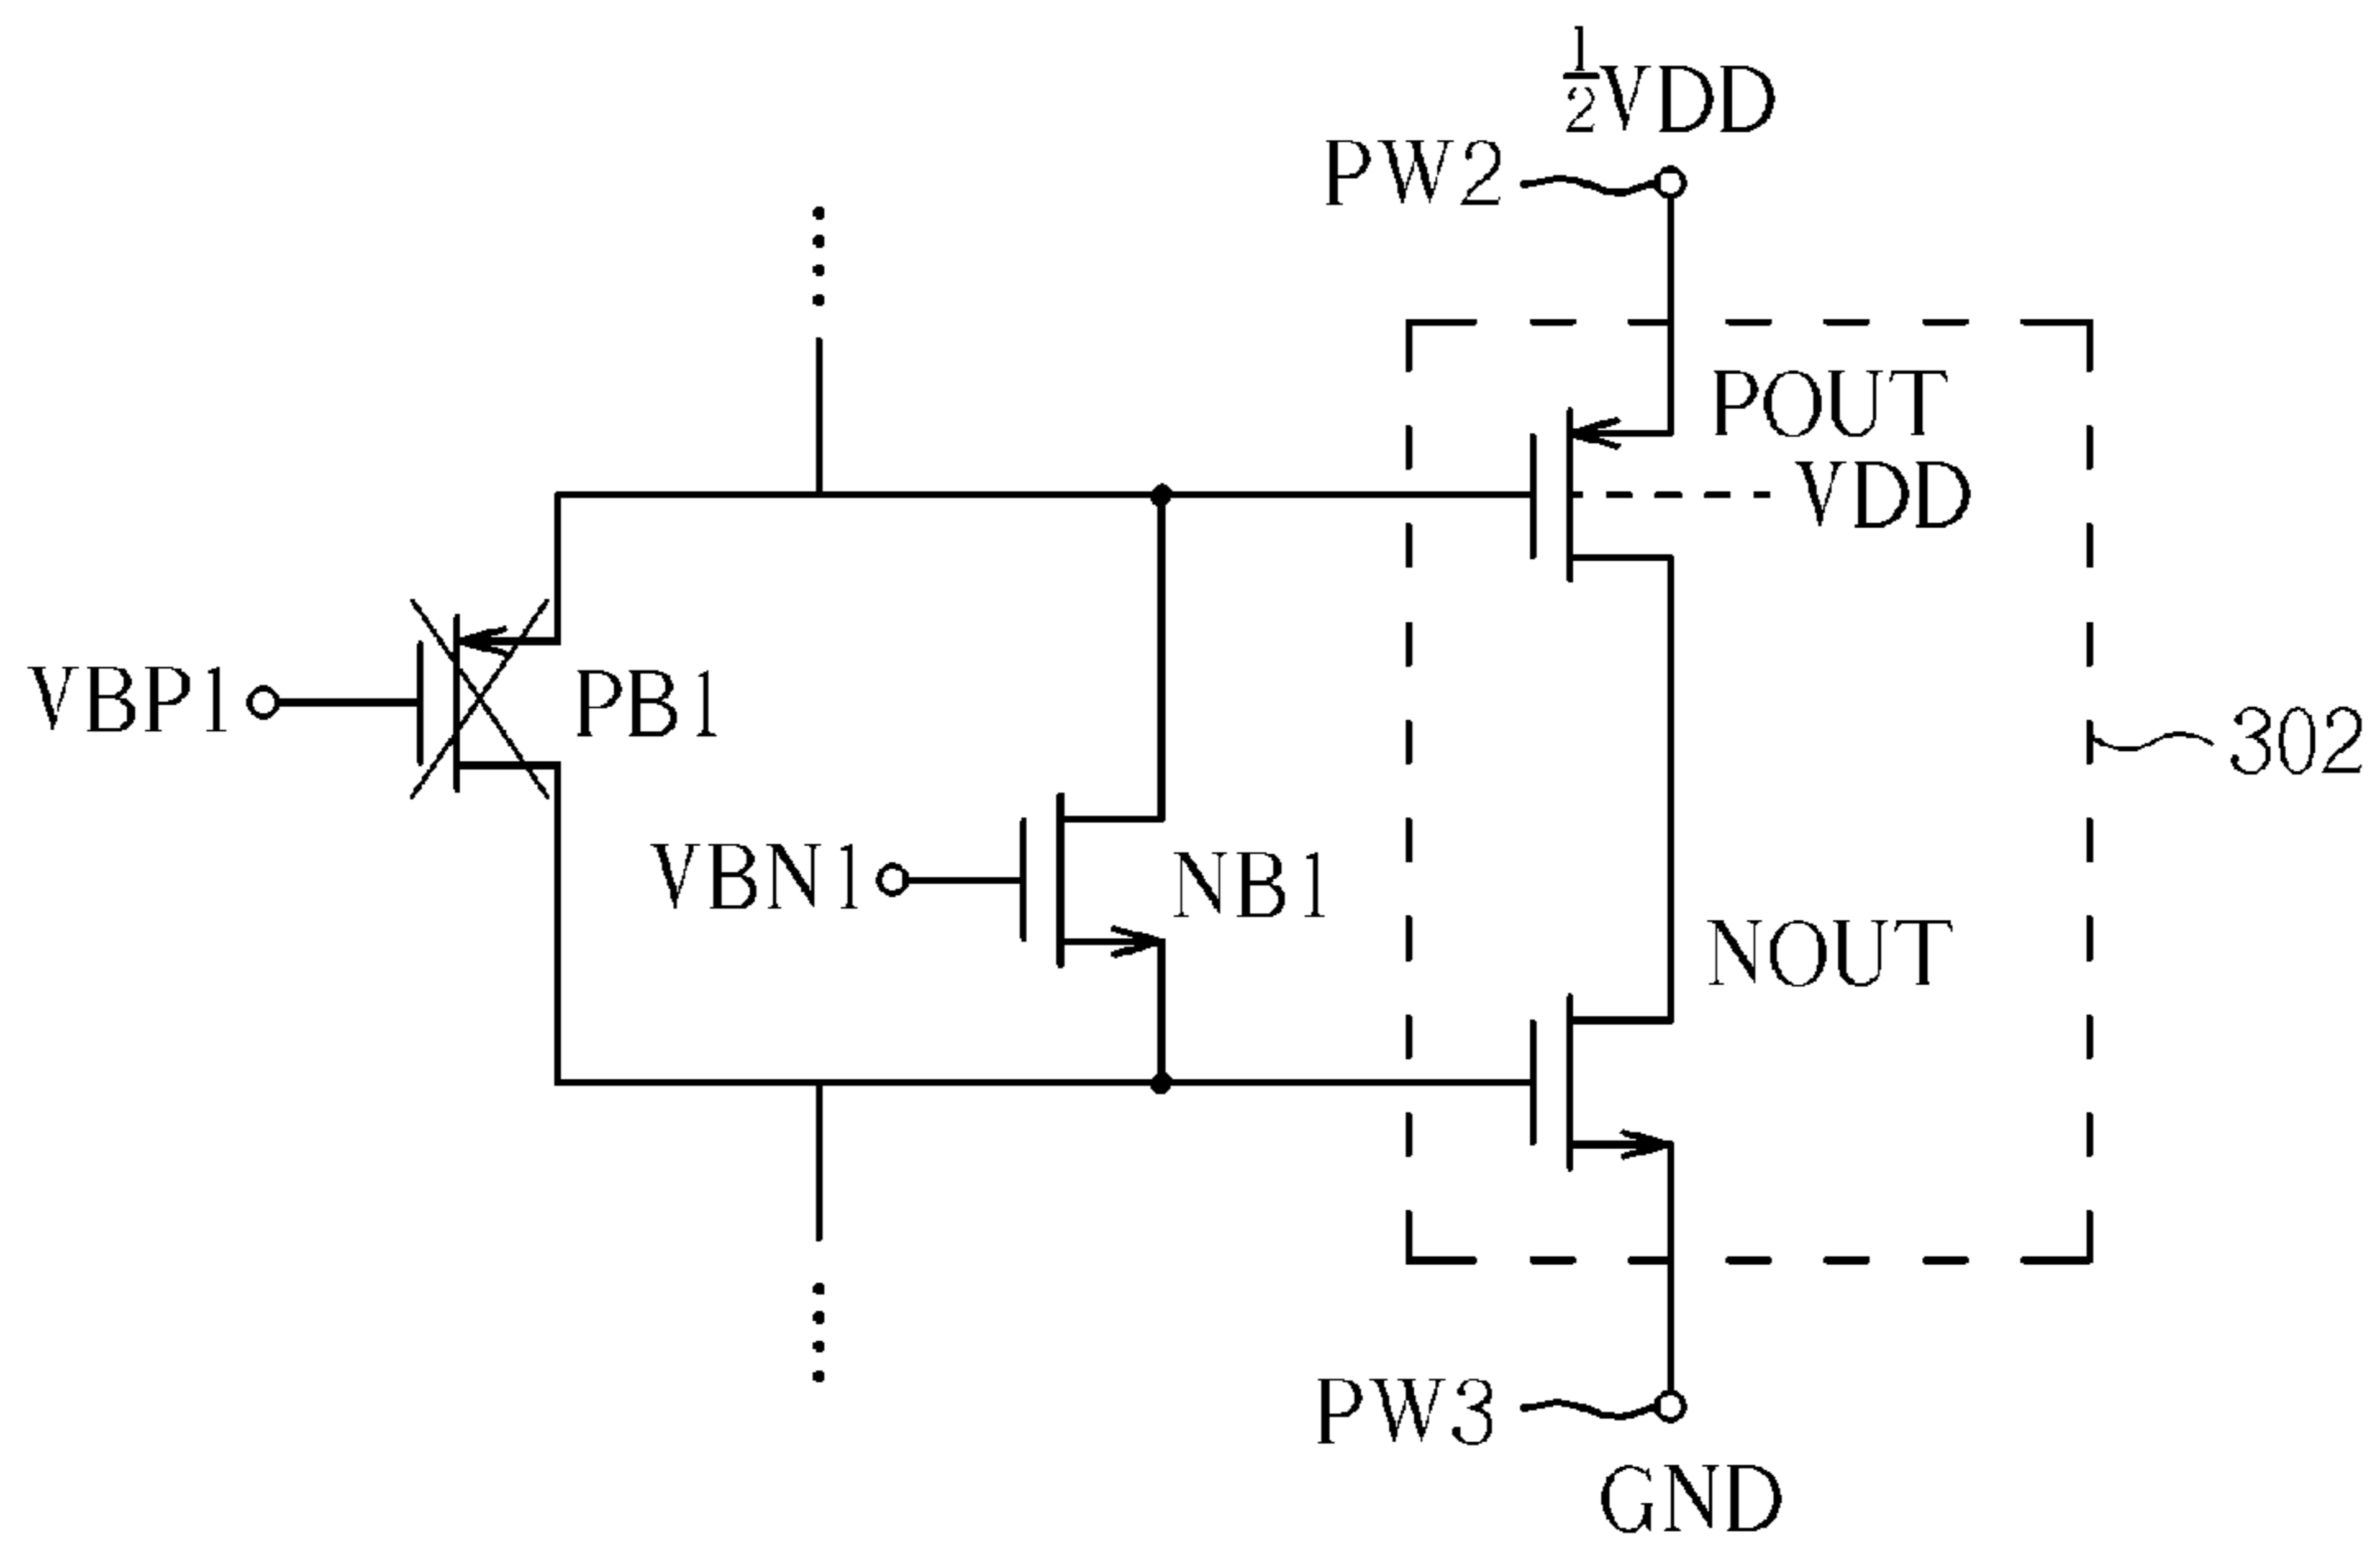 ½VDD
PW2
POUT
VDD
VBP1
PB1
302
VBN1
NB1
NOUT
PW3
GND